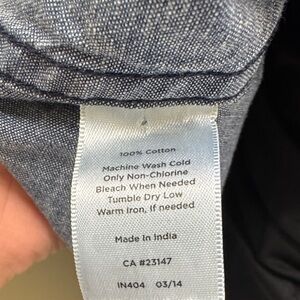 100% Cotton
Machine Wash Cold
Only Non-Chlorine
Bleach When Needed
Tumble Dry Low
Warm Iron, If Needed
Made In India
CA #23147
IN404 03/14